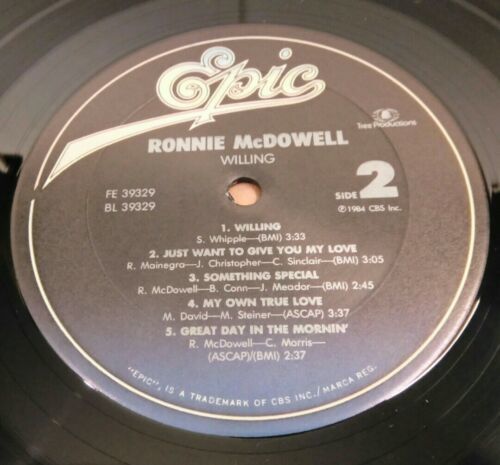 Epic
Tree Productions
RONNIE McDOWELL
WILLING
FE 39329
BL 39329
SIDE 2
℗1984 CBS Inc.
1. WILLING
S. Whipple—(BMI) 3:33
2. JUST WANT TO GIVE YOU MY LOVE
R. Mainegra—J. Christopher—C. Sinclair—(BMI) 3:05
3. SOMETHING SPECIAL
R. McDowell—B. Conn—J. Meador—(BMI) 2:45
4. MY OWN TRUE LOVE
M. David—M. Steiner—(ASCAP) 3:37
5. GREAT DAY IN THE MORNIN'
R. McDowell—C. Morris—
(ASCAP)/(BMI) 2:37
"EPIC", IS A TRADEMARK OF CBS INC./MARCA REG.